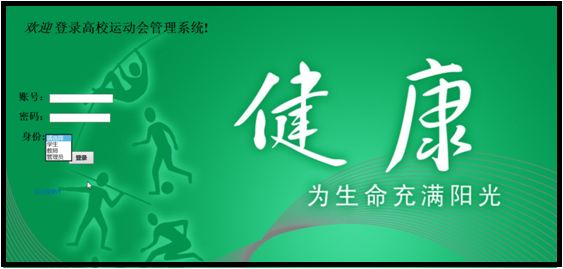 欢迎 登录高校运动会管理系统!
账号:
密码:
身份:
学生
教师
管理员
登录
健康
为生命充满阳光